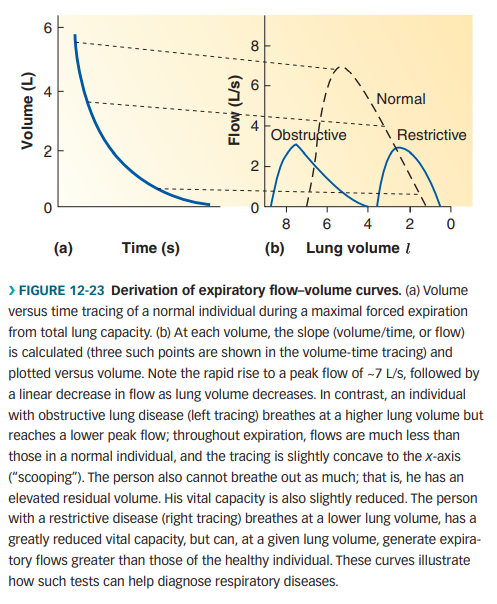 6
4
2
0
Volume (L)
(a) Time (s)
8
6
4
2
0
Flow (L/s)
Normal
Obstructive
Restrictive
8 6 4 2 0
(b) Lung volume l
› FIGURE 12-23 Derivation of expiratory flow–volume curves. (a) Volume
versus time tracing of a normal individual during a maximal forced expiration
from total lung capacity. (b) At each volume, the slope (volume/time, or flow)
is calculated (three such points are shown in the volume-time tracing) and
plotted versus volume. Note the rapid rise to a peak flow of ~7 L/s, followed by
a linear decrease in flow as lung volume decreases. In contrast, an individual
with obstructive lung disease (left tracing) breathes at a higher lung volume but
reaches a lower peak flow; throughout expiration, flows are much less than
those in a normal individual, and the tracing is slightly concave to the x-axis
(“scooping”). The person also cannot breathe out as much; that is, he has an
elevated residual volume. His vital capacity is also slightly reduced. The person
with a restrictive disease (right tracing) breathes at a lower lung volume, has a
greatly reduced vital capacity, but can, at a given lung volume, generate expira-
tory flows greater than those of the healthy individual. These curves illustrate
how such tests can help diagnose respiratory diseases.